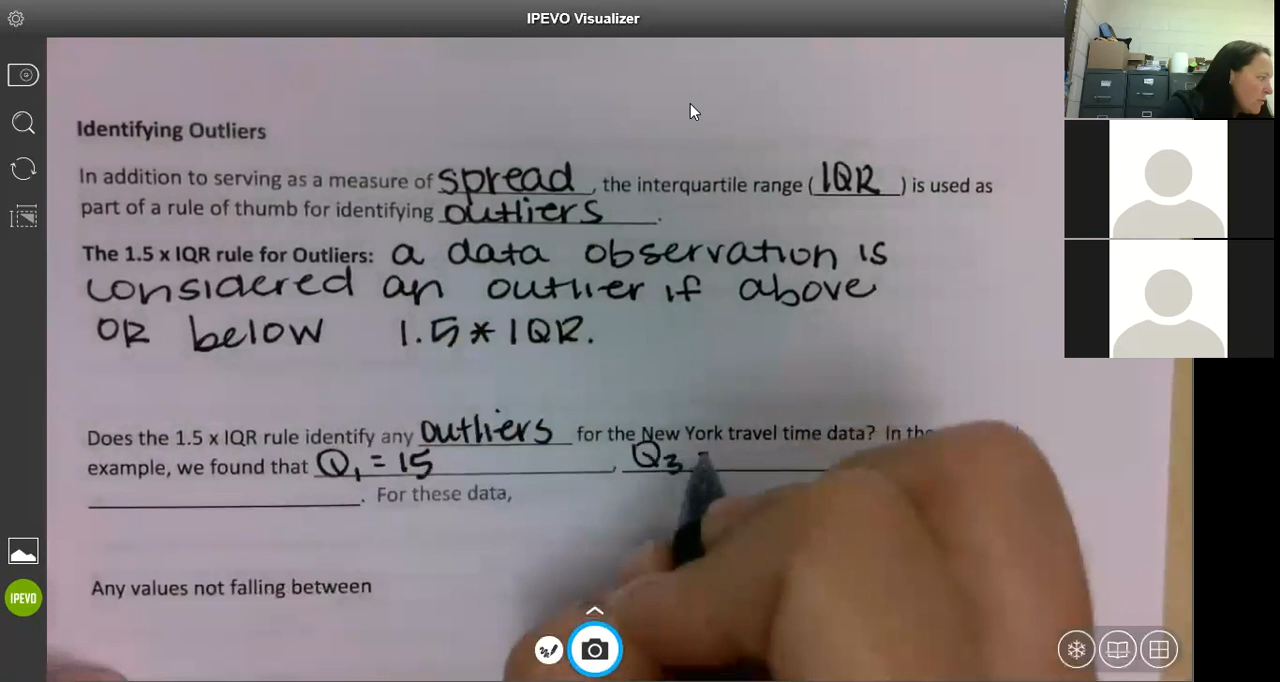 IPEVO Visualizer
Identifying Outliers
In addition to serving as a measure of spread, the interquartile range (IQR) is used as
part of a rule of thumb for identifying outliers.
The 1.5 x IQR rule for Outliers: a data observation is
considered an outlier if above
OR below 1.5*IQR.
Does the 1.5 x IQR rule identify any outliers for the New York travel time data? In the
example, we found that Q1 = 15, Q3 =
. For these data,
Any values not falling between
IPEVO